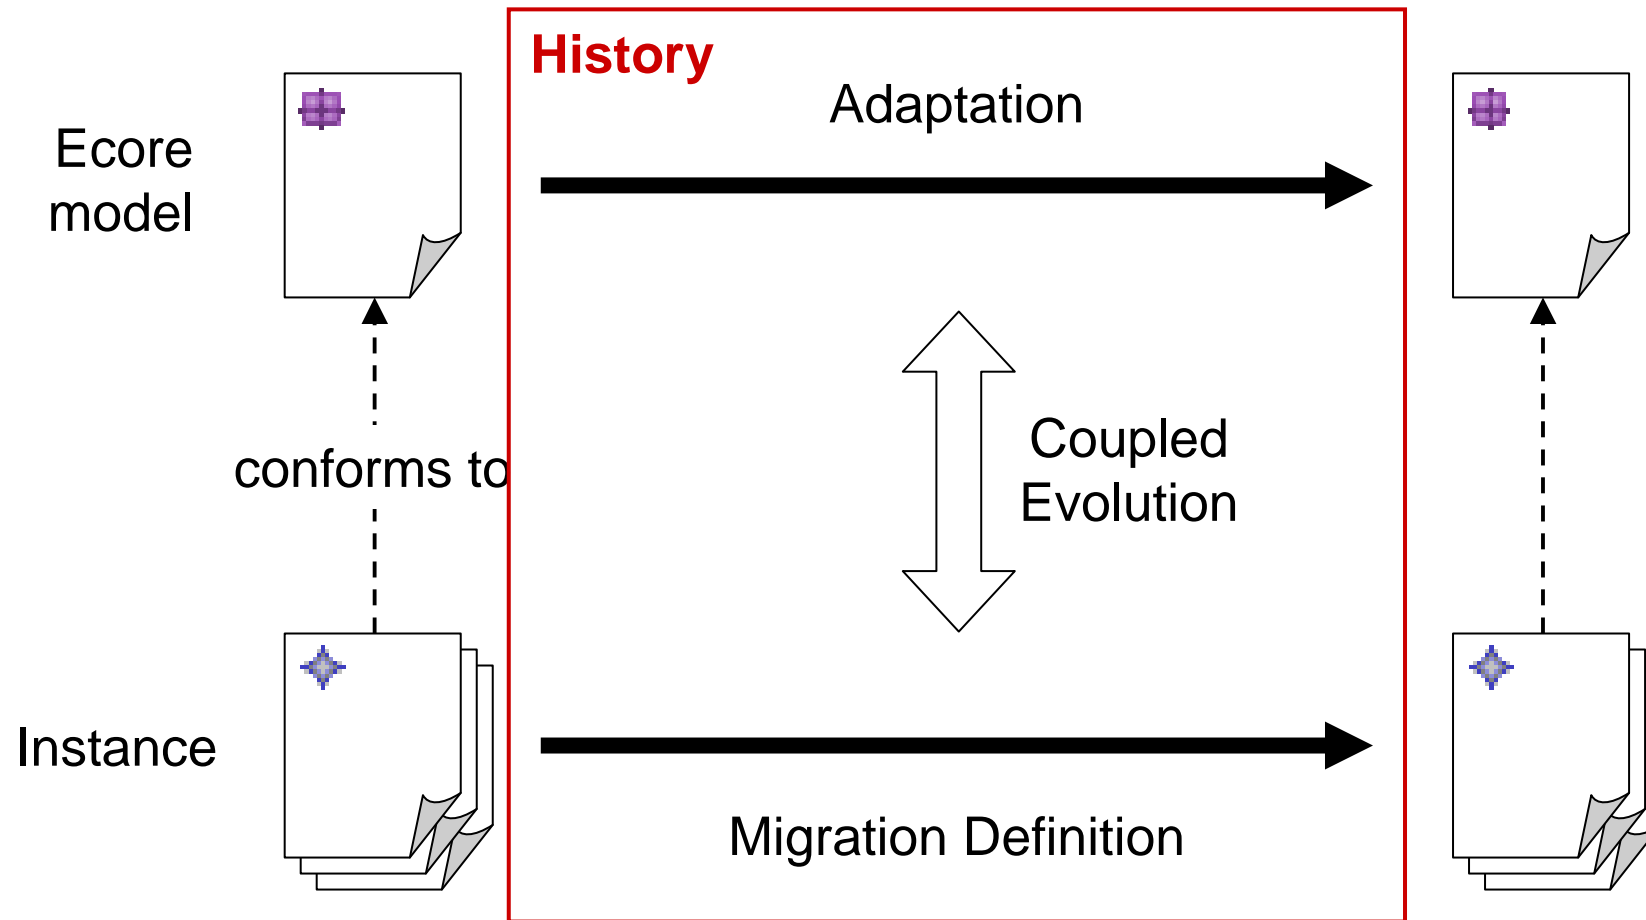 History
Adaptation
Ecore
model
conforms to
Coupled
Evolution
Instance
Migration Definition